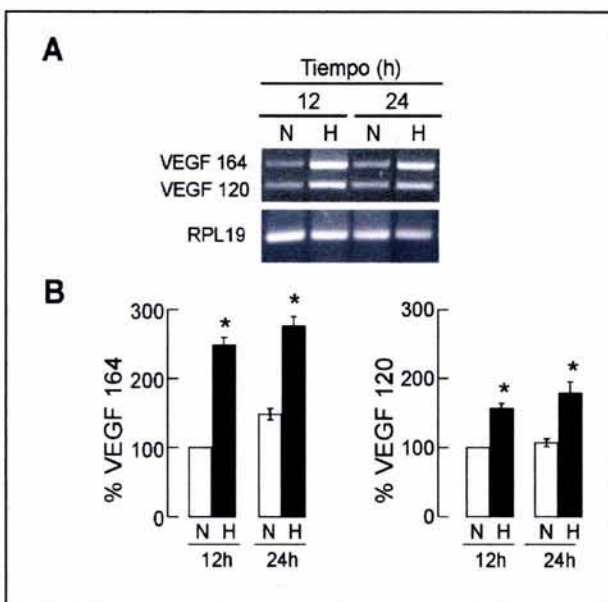 A
Tiempo (h)
12 24
N H N H
VEGF 164
VEGF 120
RPL19
B
% VEGF 164
300
200
100
0
* *
N H N H
12h 24h
% VEGF 120
300
200
100
0
* *
N H N H
12h 24h